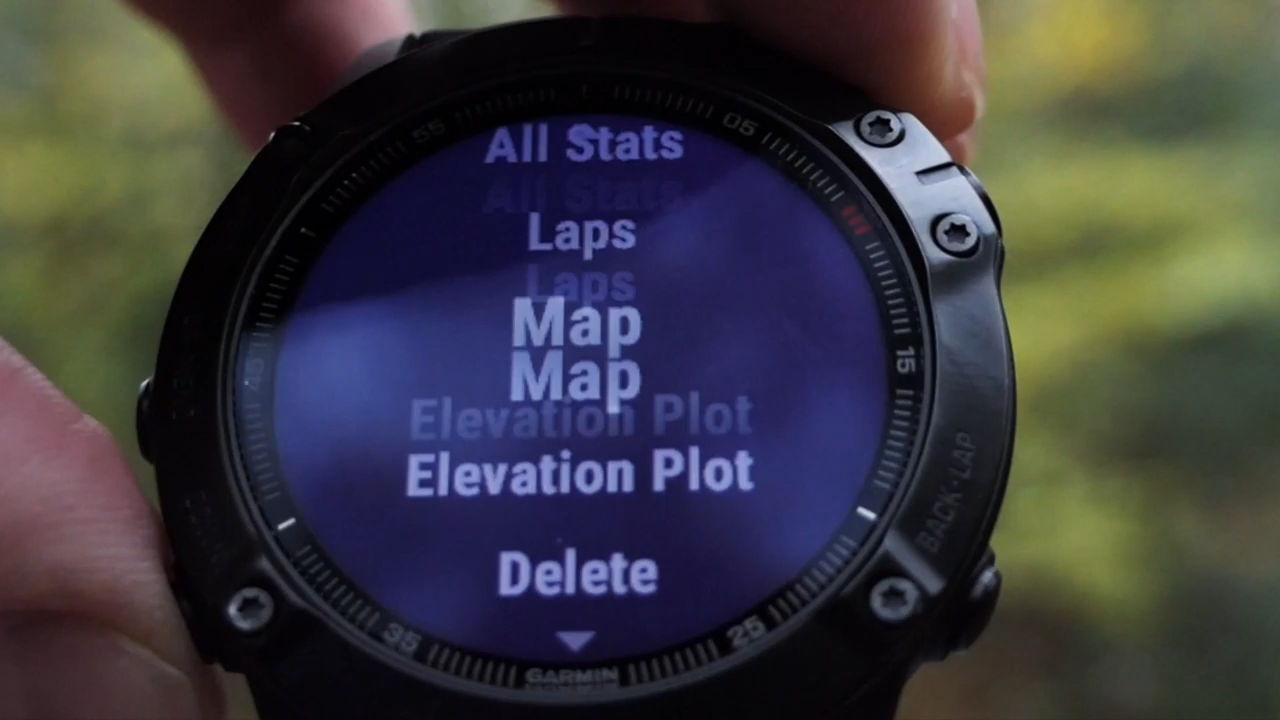 55
05
All Stats
All Stats
Laps
Laps
Map
Map
Elevation Plot
Elevation Plot
Delete
15
45
BACK-LAP
35
25
GARMIN